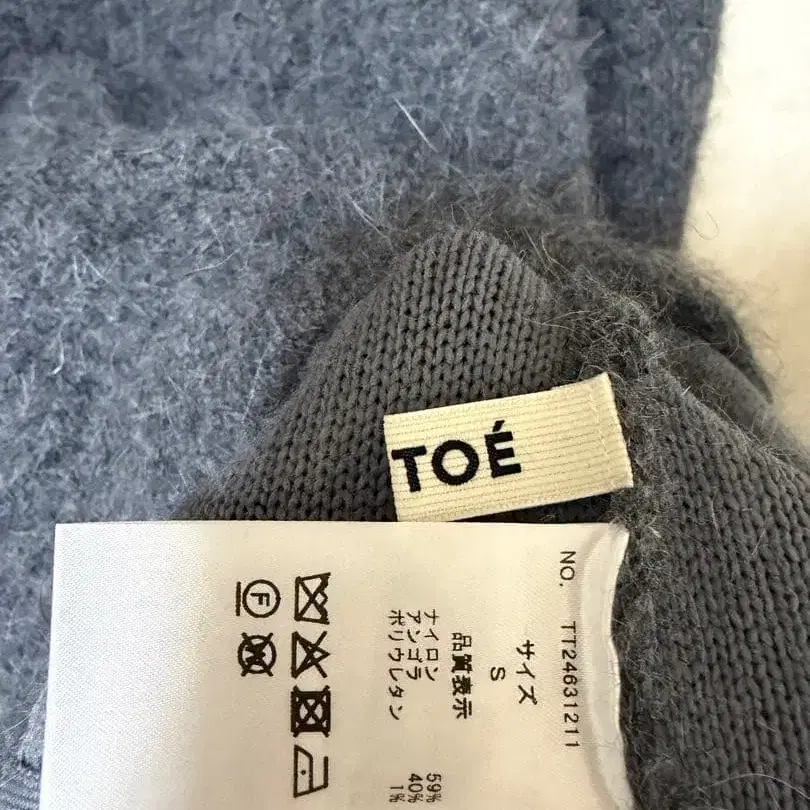 TOÉ
NO. TT24631211
サイズ
S
品質表示
ナイロン 59%
アンゴラ 40%
ポリウレタン 1%
F